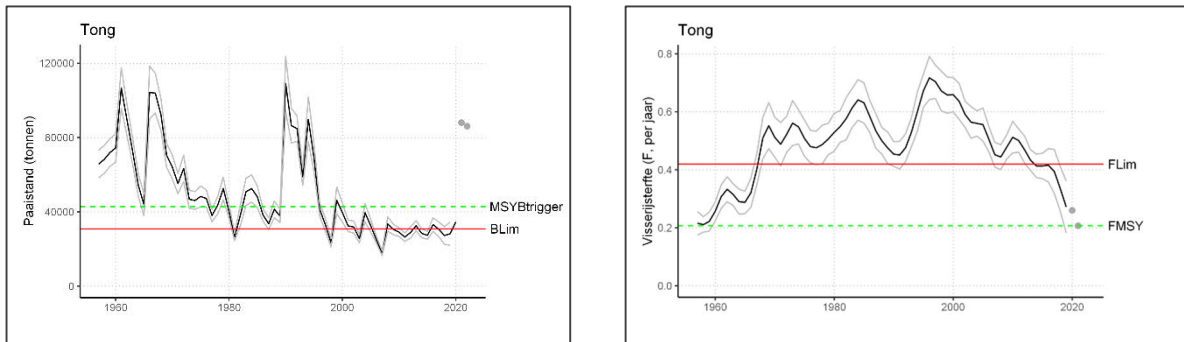 Tong
Paaistand (tonnen)
120000
80000
40000
0
MSYBtrigger
BLim
1960
1980
2000
2020
Tong
Visserijsterfte (F, per jaar)
0.8
0.6
0.4
0.2
0.0
FLim
FMSY
1960
1980
2000
2020